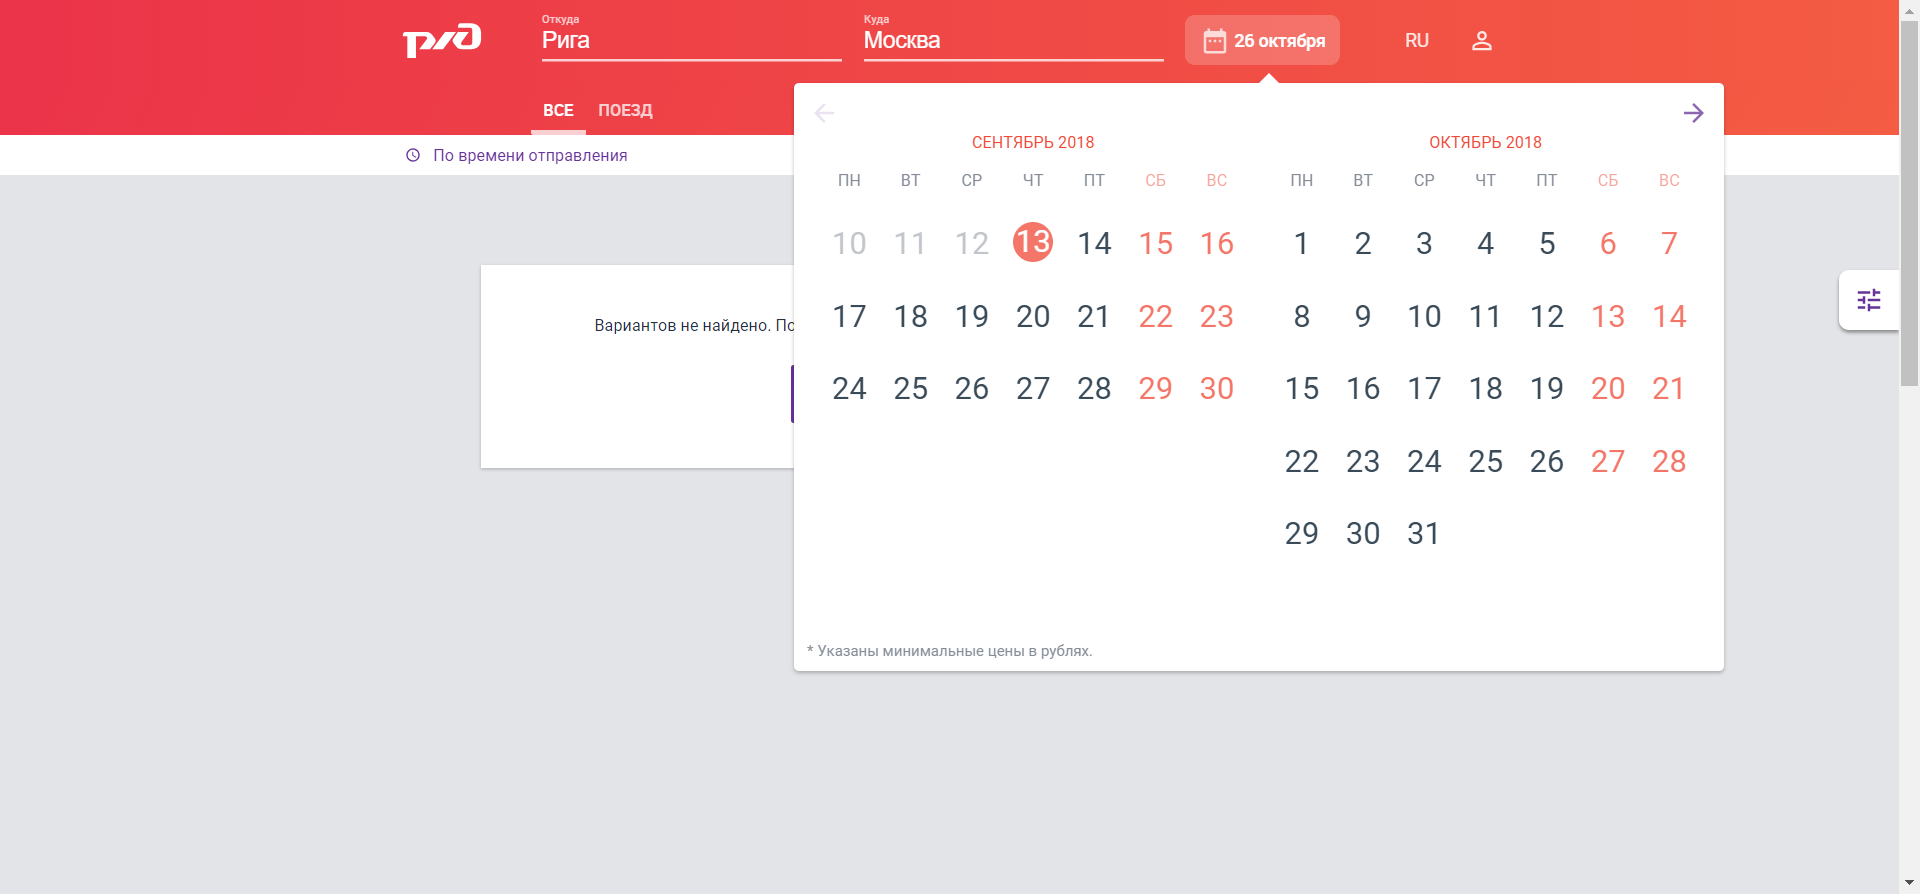 Откуда
Рига
Куда
Москва
26 октября
RU
ВСЕ ПОЕЗД
По времени отправления
Вариантов не найдено. По
СЕНТЯБРЬ 2018
ПН ВТ СР ЧТ ПТ СБ ВС
10 11 12 13 14 15 16
17 18 19 20 21 22 23
24 25 26 27 28 29 30
ОКТЯБРЬ 2018
ПН ВТ СР ЧТ ПТ СБ ВС
1 2 3 4 5 6 7
8 9 10 11 12 13 14
15 16 17 18 19 20 21
22 23 24 25 26 27 28
29 30 31
* Указаны минимальные цены в рублях.